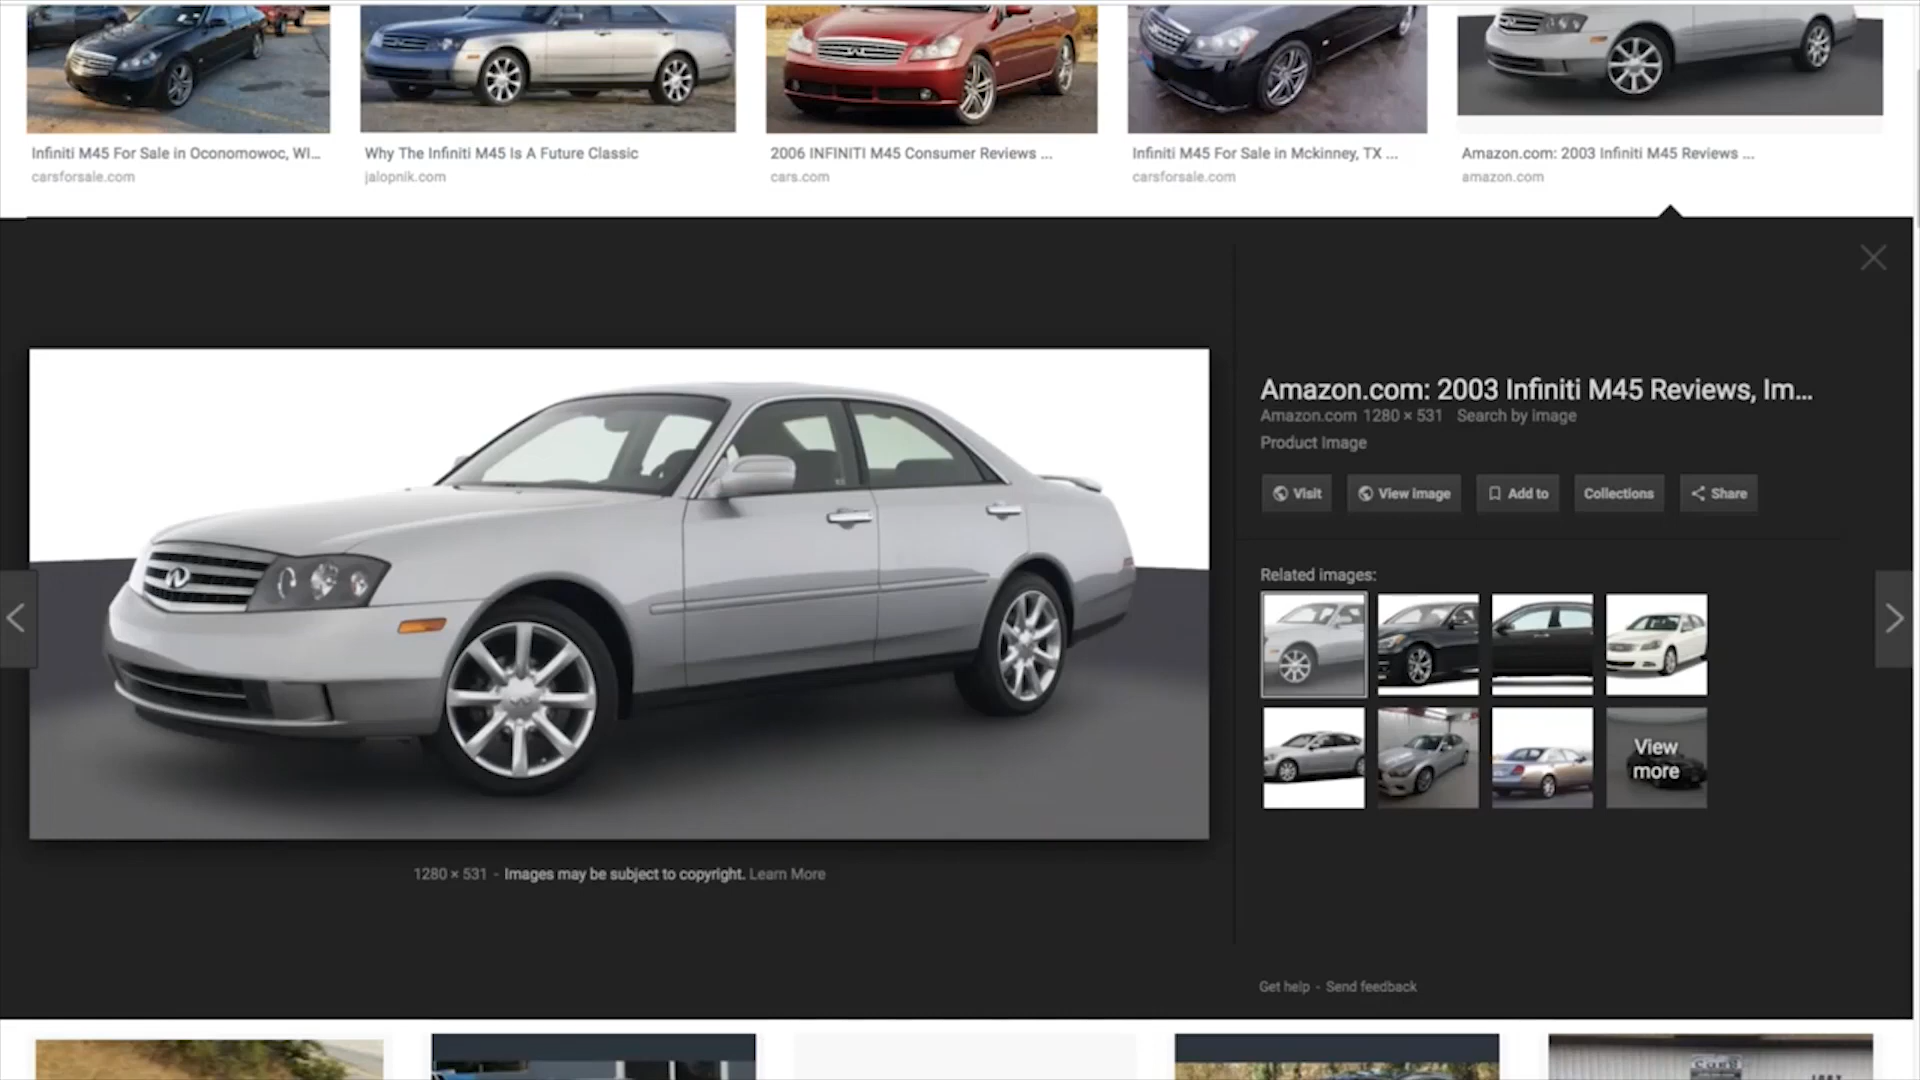 Infiniti M45 For Sale in Oconomowoc, WI...
carsforsale.com
Why The Infiniti M45 Is A Future Classic
jalopnik.com
2006 INFINITI M45 Consumer Reviews ...
cars.com
Infiniti M45 For Sale in Mckinney, TX ...
carsforsale.com
Amazon.com: 2003 Infiniti M45 Reviews ...
amazon.com
Amazon.com: 2003 Infiniti M45 Reviews, Im...
Amazon.com 1280 × 531 Search by image
Product Image
Visit
View image
Add to
Collections
Share
Related images:
View
more
1280 × 531 - Images may be subject to copyright. Learn More
Get help - Send feedback